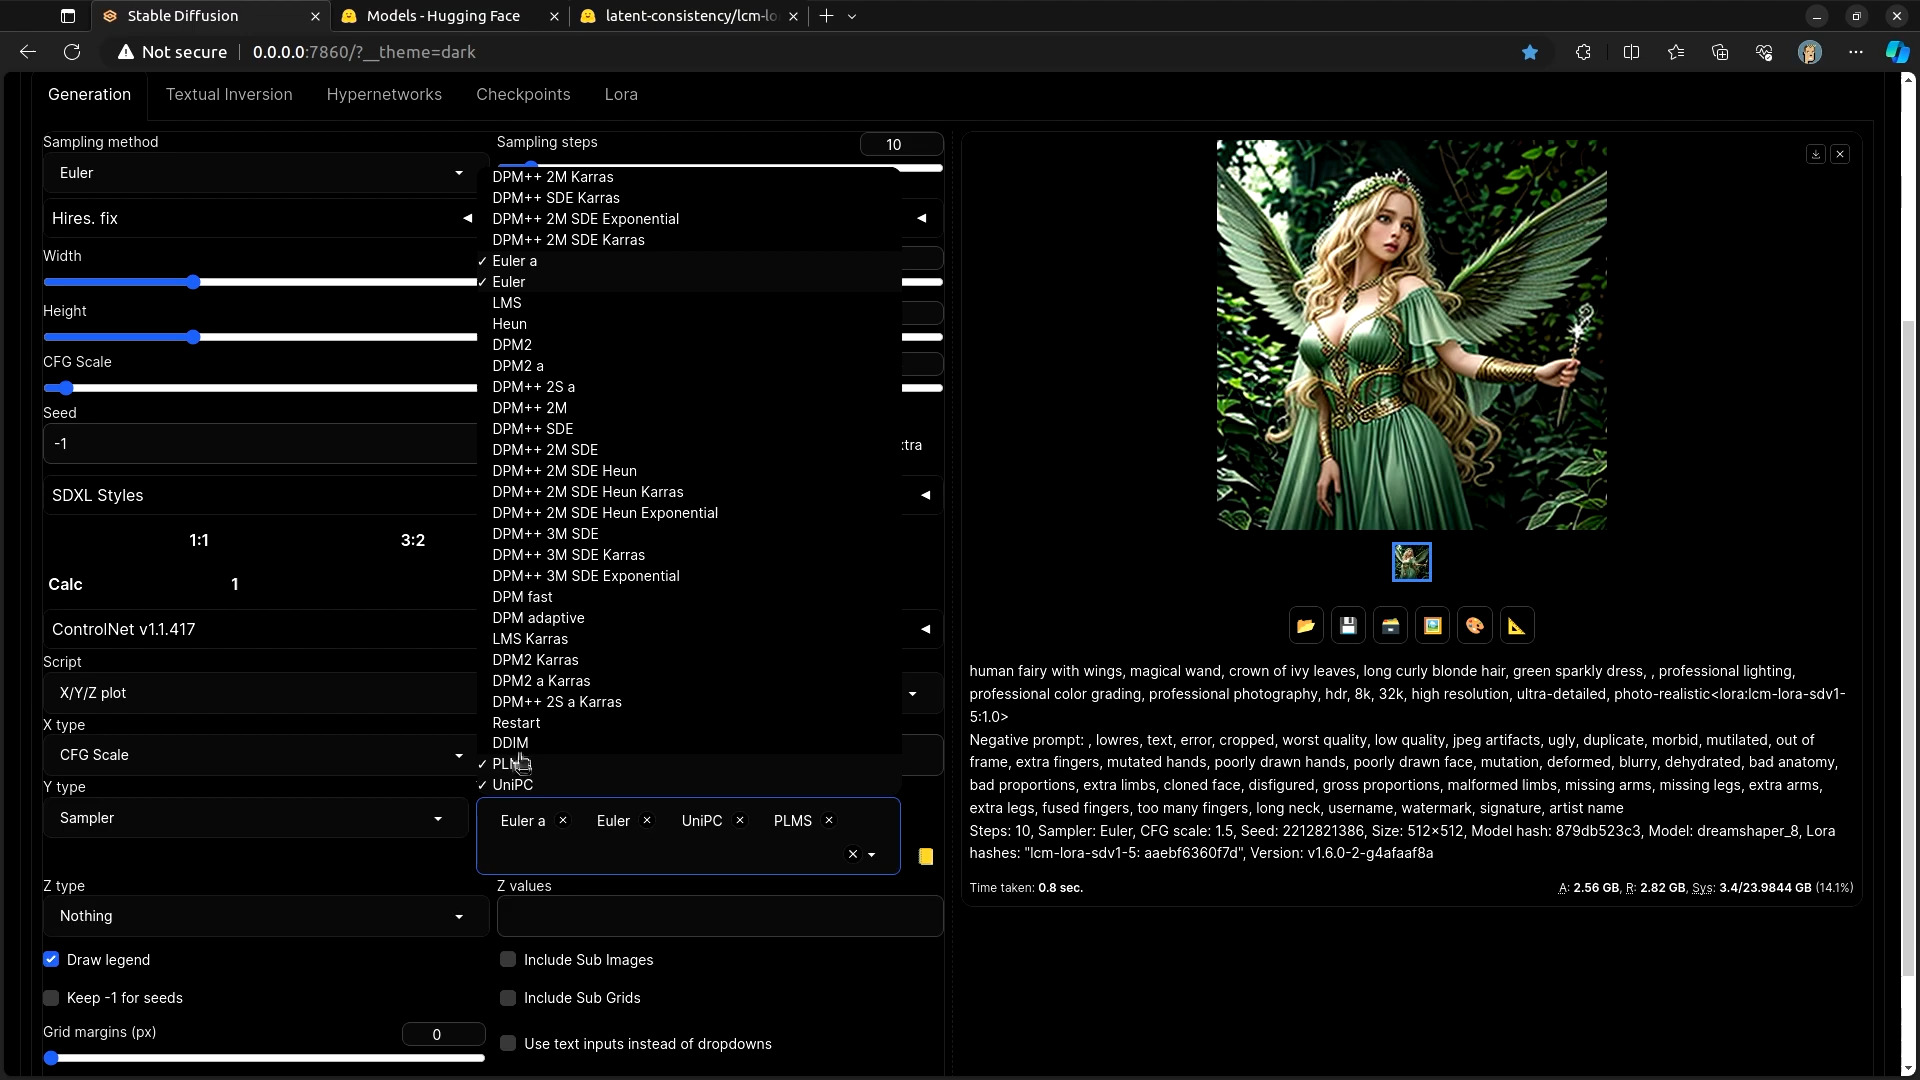 Stable Diffusion
Models - Hugging Face
latent-consistency/lcm-lo
Not secure
0.0.0.0:7860/?__theme=dark
Generation
Textual Inversion
Hypernetworks
Checkpoints
Lora
Sampling method
Euler
Sampling steps
10
Hires. fix
Width
Height
CFG Scale
Seed
-1
xtra
SDXL Styles
1:1
3:2
Calc
1
ControlNet v1.1.417
Script
X/Y/Z plot
X type
CFG Scale
Y type
Sampler
DPM++ 2M Karras
DPM++ SDE Karras
DPM++ 2M SDE Exponential
DPM++ 2M SDE Karras
✓ Euler a
✓ Euler
LMS
Heun
DPM2
DPM2 a
DPM++ 2S a
DPM++ 2M
DPM++ SDE
DPM++ 2M SDE
DPM++ 2M SDE Heun
DPM++ 2M SDE Heun Karras
DPM++ 2M SDE Heun Exponential
DPM++ 3M SDE
DPM++ 3M SDE Karras
DPM++ 3M SDE Exponential
DPM fast
DPM adaptive
LMS Karras
DPM2 Karras
DPM2 a Karras
DPM++ 2S a Karras
Restart
DDIM
✓ PLMS
✓ UniPC
Euler a
Euler
UniPC
PLMS
Z type
Nothing
Z values
Draw legend
Include Sub Images
Keep -1 for seeds
Include Sub Grids
Grid margins (px)
0
Use text inputs instead of dropdowns
human fairy with wings, magical wand, crown of ivy leaves, long curly blonde hair, green sparkly dress, , professional lighting,
professional color grading, professional photography, hdr, 8k, 32k, high resolution, ultra-detailed, photo-realistic<lora:lcm-lora-sdv1-
5:1.0>
Negative prompt: , lowres, text, error, cropped, worst quality, low quality, jpeg artifacts, ugly, duplicate, morbid, mutilated, out of
frame, extra fingers, mutated hands, poorly drawn hands, poorly drawn face, mutation, deformed, blurry, dehydrated, bad anatomy,
bad proportions, extra limbs, cloned face, disfigured, gross proportions, malformed limbs, missing arms, missing legs, extra arms,
extra legs, fused fingers, too many fingers, long neck, username, watermark, signature, artist name
Steps: 10, Sampler: Euler, CFG scale: 1.5, Seed: 2212821386, Size: 512×512, Model hash: 879db523c3, Model: dreamshaper_8, Lora
hashes: "lcm-lora-sdv1-5: aaebf6360f7d", Version: v1.6.0-2-g4afaaf8a
Time taken: 0.8 sec.
A: 2.56 GB, R: 2.82 GB, Sys: 3.4/23.9844 GB (14.1%)